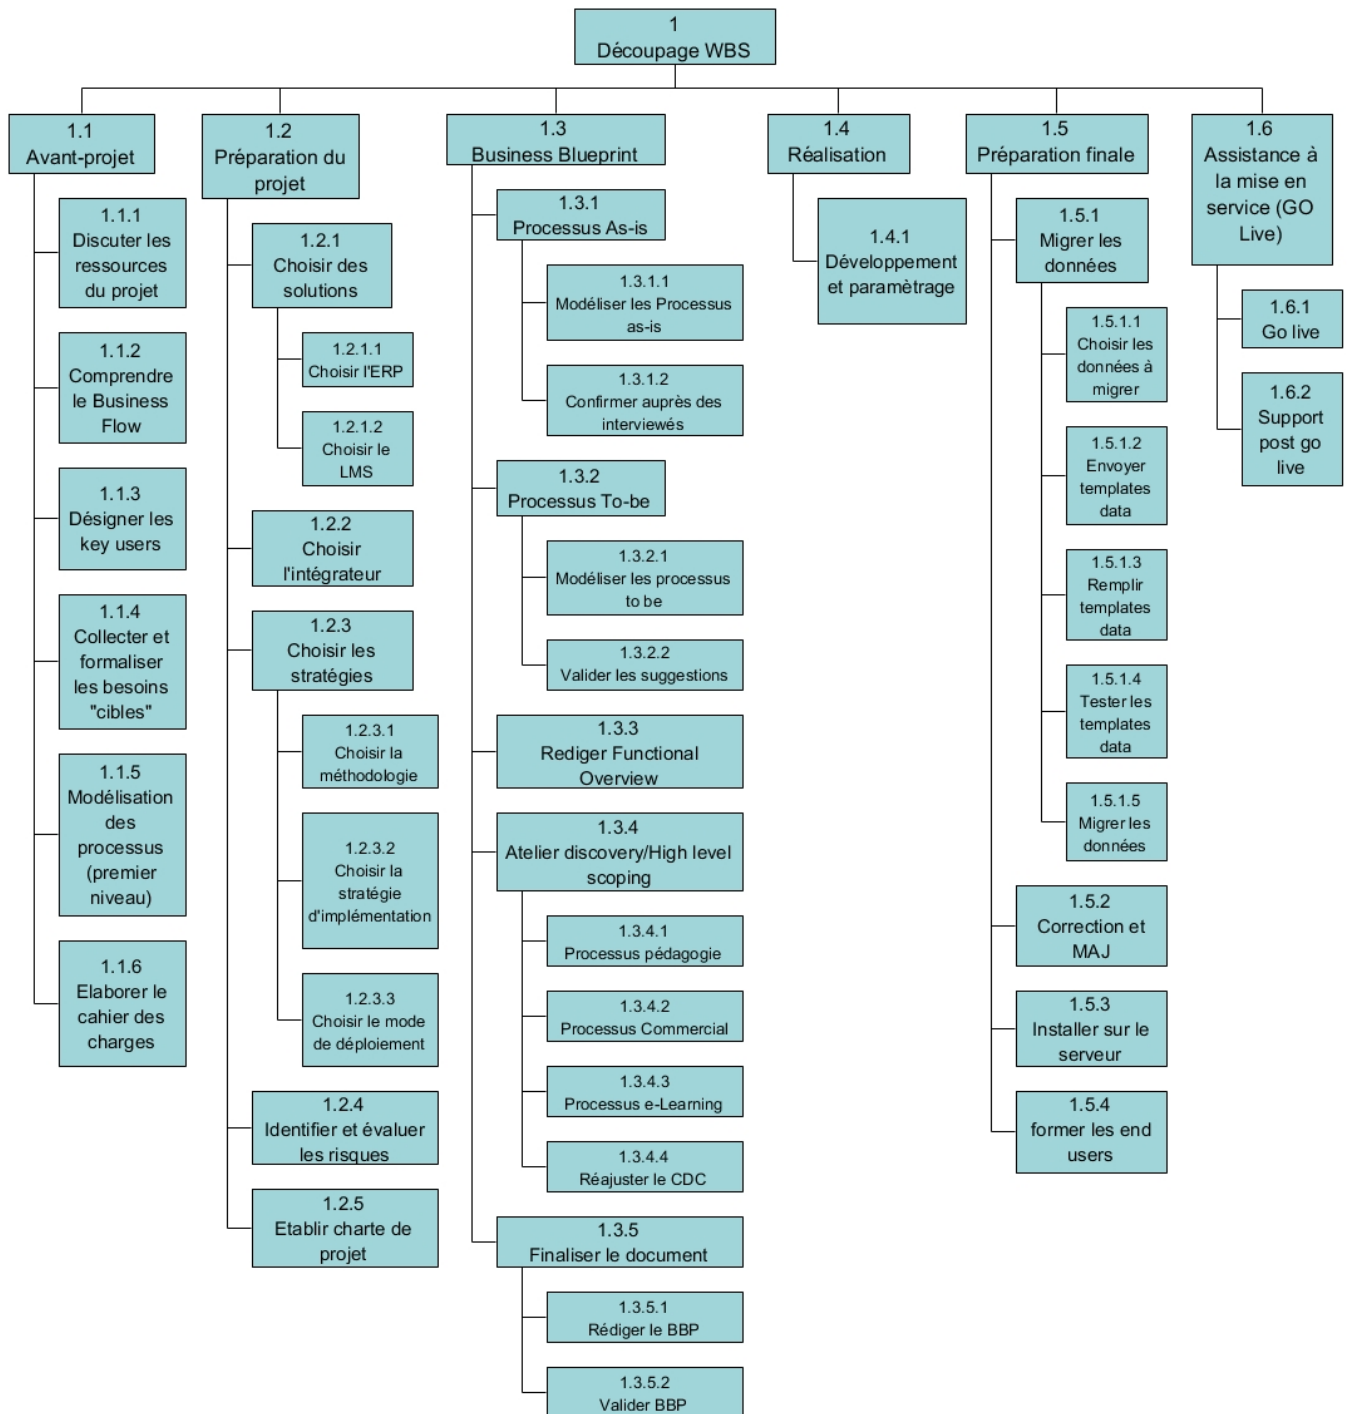 1
Découpage WBS
1.1
Avant-projet
1.1.1
Discuter les
ressources
du projet
1.1.2
Comprendre
le Business
Flow
1.1.3
Désigner les
key users
1.1.4
Collecter et
formaliser
les besoins
"cibles"
1.1.5
Modélisation
des
processus
(premier
niveau)
1.1.6
Elaborer le
cahier des
charges
1.2
Préparation du
projet
1.2.1
Choisir des
solutions
1.2.1.1
Choisir l'ERP
1.2.1.2
Choisir le
LMS
1.2.2
Choisir
l'intégrateur
1.2.3
Choisir les
stratégies
1.2.3.1
Choisir la
méthodologie
1.2.3.2
Choisir la
stratégie
d'implémentation
1.2.3.3
Choisir le mode
de déploiement
1.2.4
Identifier et évaluer
les risques
1.2.5
Etablir charte de
projet
1.3
Business Blueprint
1.3.1
Processus As-is
1.3.1.1
Modéliser les Processus
as-is
1.3.1.2
Confirmer auprès des
interviewés
1.3.2
Processus To-be
1.3.2.1
Modéliser les processus
to be
1.3.2.2
Valider les suggestions
1.3.3
Rediger Functional
Overview
1.3.4
Atelier discovery/High level
scoping
1.3.4.1
Processus pédagogie
1.3.4.2
Processus Commercial
1.3.4.3
Processus e-Learning
1.3.4.4
Réajuster le CDC
1.3.5
Finaliser le document
1.3.5.1
Rédiger le BBP
1.3.5.2
Valider BBP
1.4
Réalisation
1.4.1
Développement
et paramètrage
1.5
Préparation finale
1.5.1
Migrer les
données
1.5.1.1
Choisir les
données à
migrer
1.5.1.2
Envoyer
templates
data
1.5.1.3
Remplir
templates
data
1.5.1.4
Tester les
templates
data
1.5.1.5
Migrer les
données
1.5.2
Correction et
MAJ
1.5.3
Installer sur le
serveur
1.5.4
former les end
users
1.6
Assistance à
la mise en
service (GO
Live)
1.6.1
Go live
1.6.2
Support
post go
live